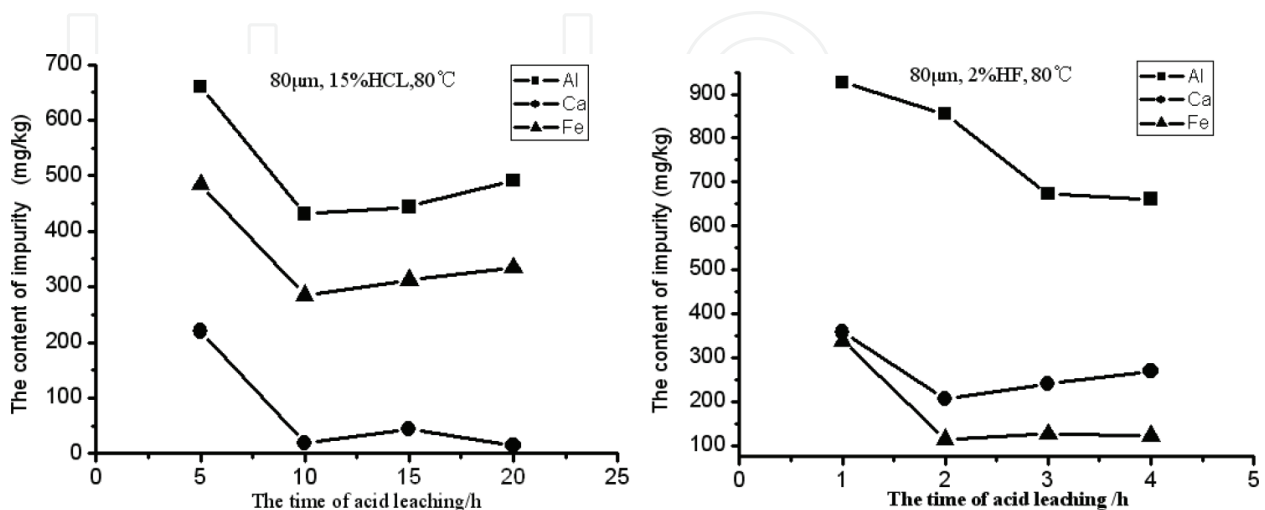 80μm, 15%HCL,80℃
Al
Ca
Fe
The content of impurity (mg/kg)
700
600
500
400
300
200
100
0
0 5 10 15 20 25
The time of acid leaching/h
80μm, 2%HF, 80℃
Al
Ca
Fe
The content of impurity (mg/kg)
900
800
700
600
500
400
300
200
100
0 1 2 3 4 5
The time of acid leaching /h